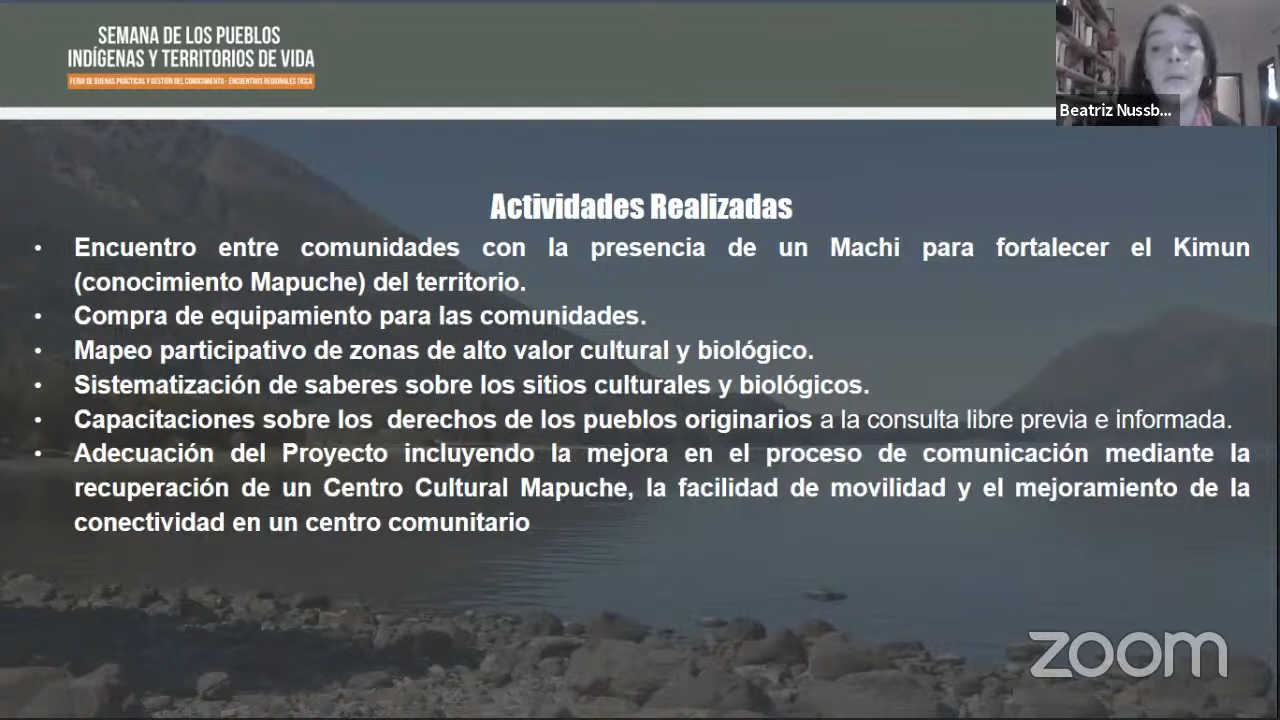 SEMANA DE LOS PUEBLOS
INDÍGENAS Y TERRITORIOS DE VIDA
FERIA DE BUENAS PRÁCTICAS Y GESTIÓN DEL CONOCIMIENTO - ENCUENTROS REGIONALES TICCA
Beatriz Nussb...
Actividades Realizadas
• Encuentro entre comunidades con la presencia de un Machi para fortalecer el Kimun
(conocimiento Mapuche) del territorio.
• Compra de equipamiento para las comunidades.
• Mapeo participativo de zonas de alto valor cultural y biológico.
• Sistematización de saberes sobre los sitios culturales y biológicos.
• Capacitaciones sobre los derechos de los pueblos originarios a la consulta libre previa e informada.
• Adecuación del Proyecto incluyendo la mejora en el proceso de comunicación mediante la
recuperación de un Centro Cultural Mapuche, la facilidad de movilidad y el mejoramiento de la
conectividad en un centro comunitario
zoom